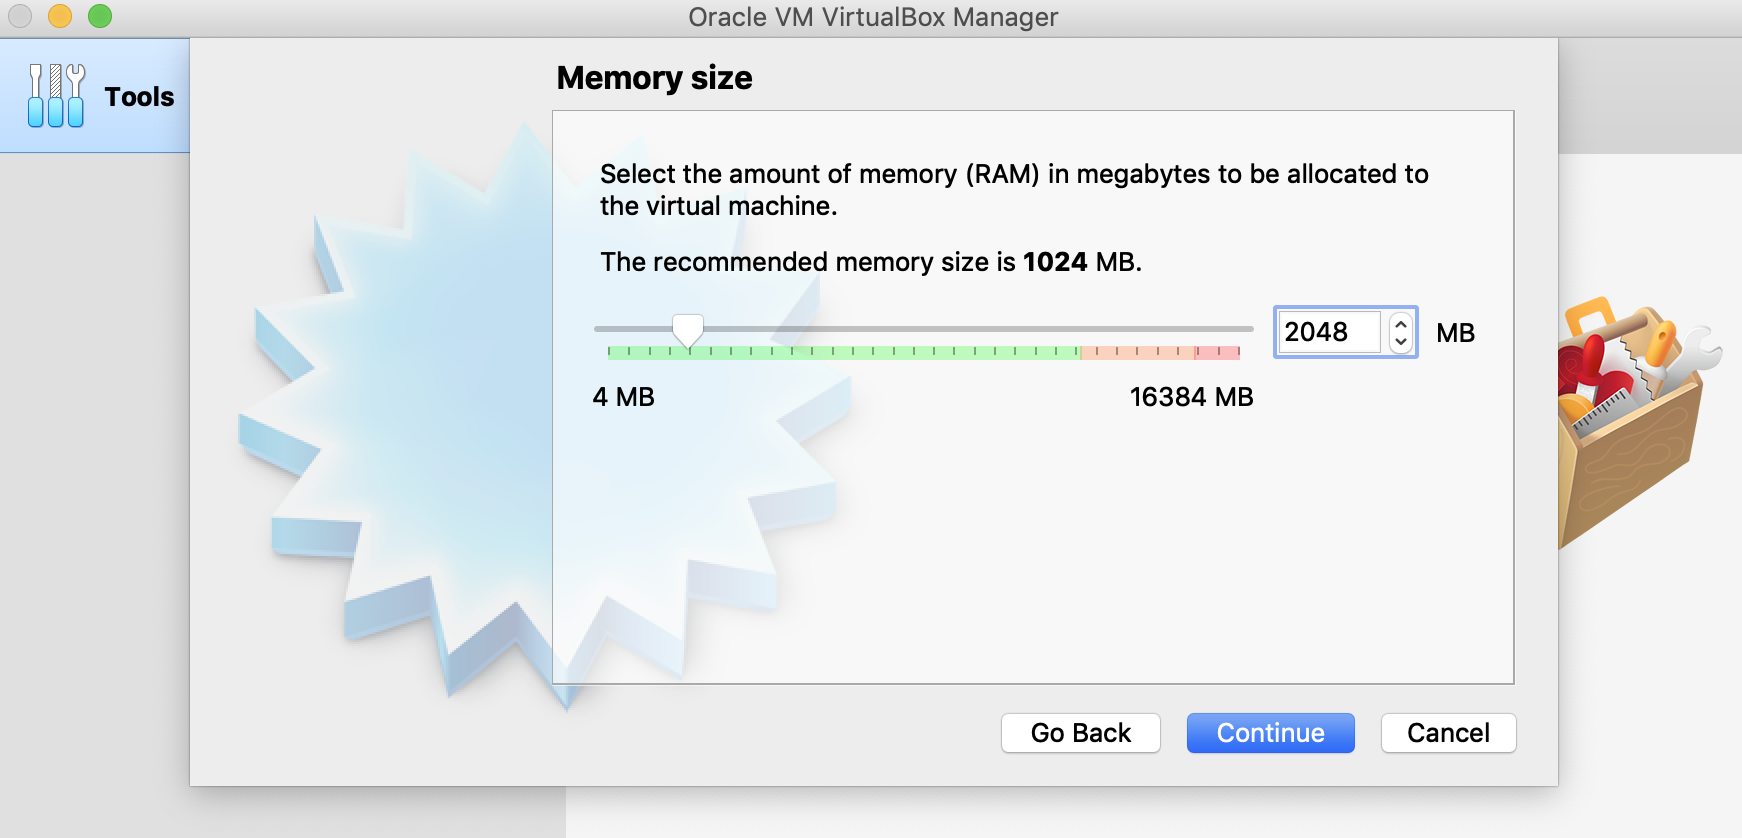 Oracle VM VirtualBox Manager
Tools
Memory size
Select the amount of memory (RAM) in megabytes to be allocated to
the virtual machine.
The recommended memory size is 1024 MB.
2048 MB
4 MB 16384 MB
Go Back Continue Cancel